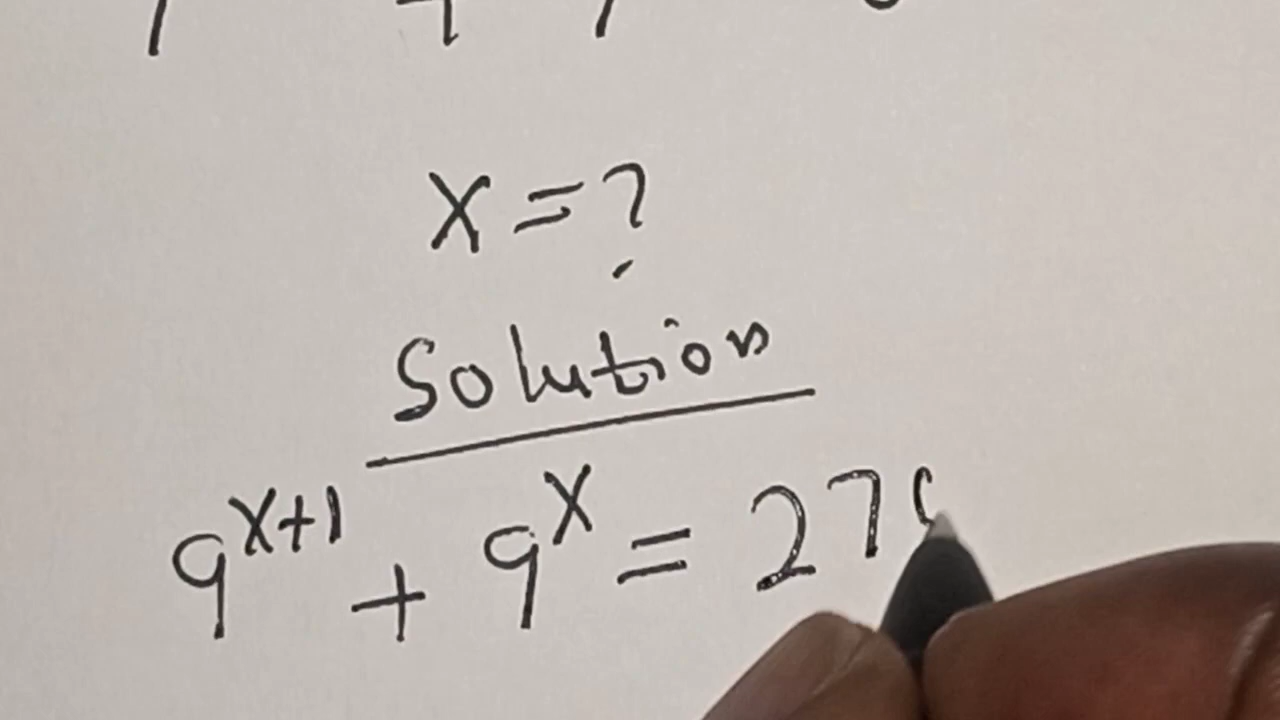 x = ?
Solution
9^{x+1} + 9^x = 27